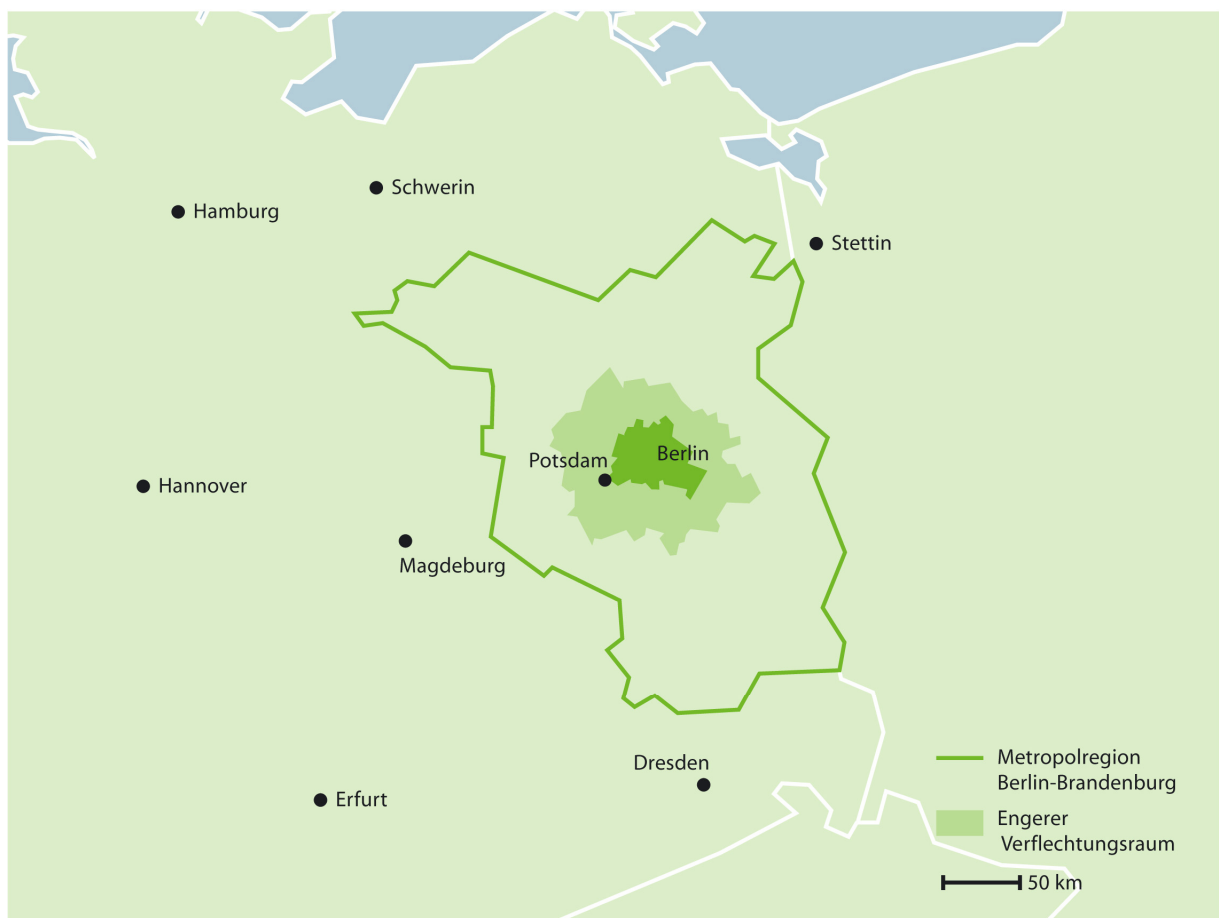 Schwerin
Hamburg
Stettin
Berlin
Potsdam
Hannover
Magdeburg
Dresden
Erfurt
Metropolregion
Berlin-Brandenburg
Engerer
Verflechtungsraum
50 km